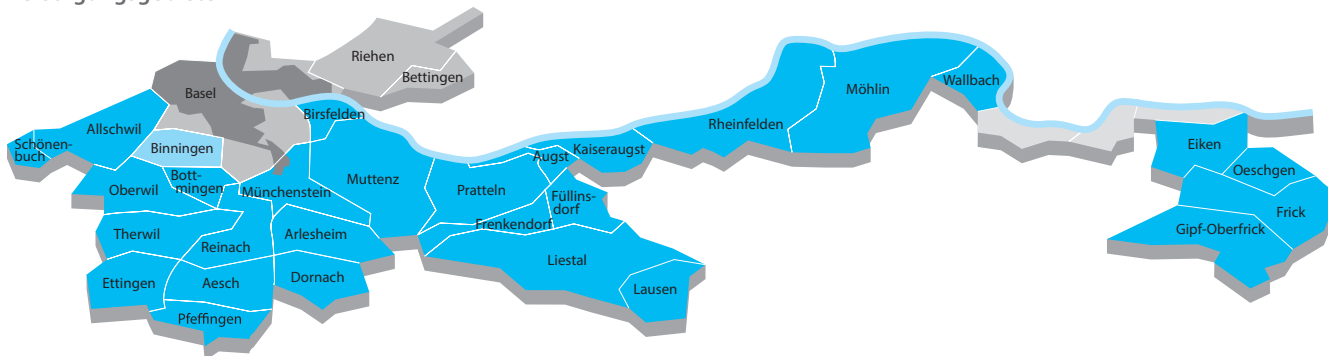 Riehen
Bettingen
Basel
Wallbach
Möhlin
Birsfelden
Rheinfelden
Allschwil
Schönen-
buch
Binningen
Kaiseraugst
Augst
Eiken
Oeschgen
Bott-
mingen
Oberwil
Münchenstein
Muttenz
Pratteln
Füllins-
dorf
Frick
Frenkendorf
Gipf-Oberfrick
Therwil
Reinach
Arlesheim
Liestal
Ettingen
Aesch
Dornach
Lausen
Pfeffingen